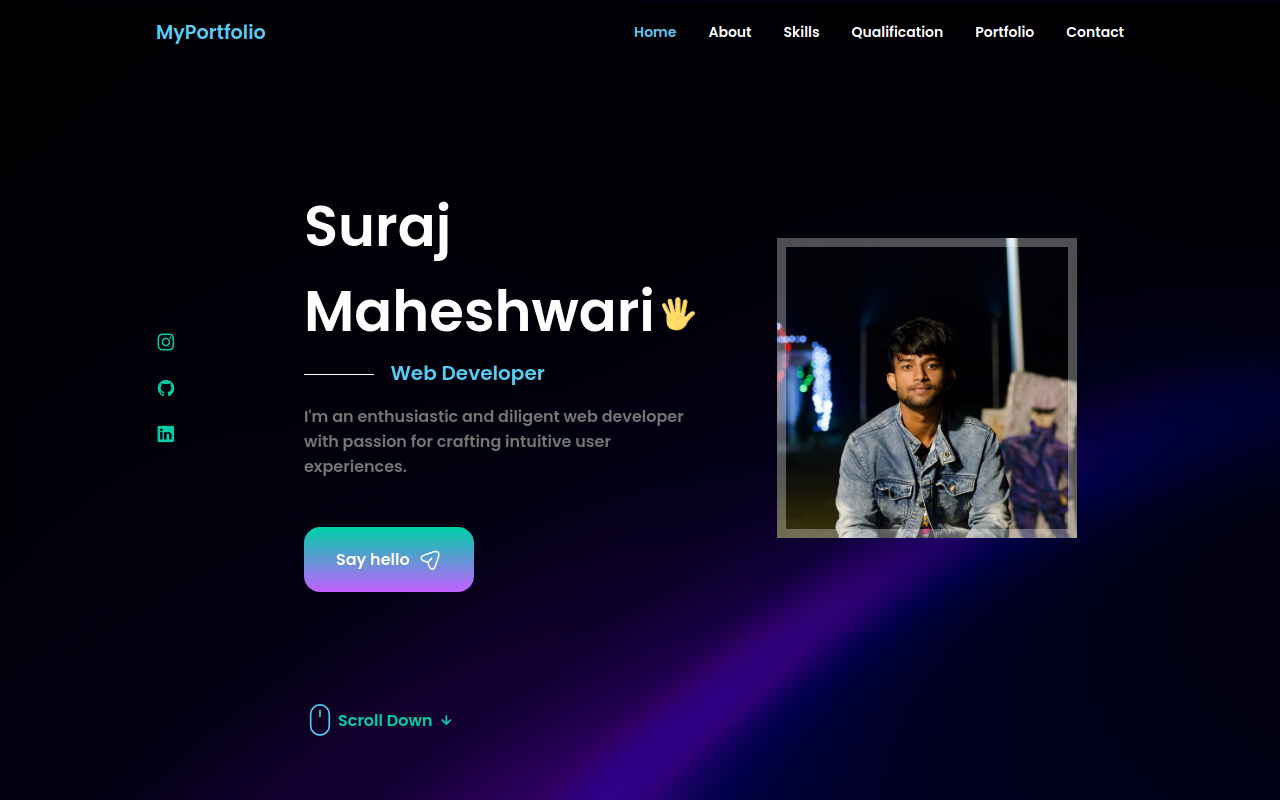 MyPortfolio
Home About Skills Qualification Portfolio Contact
Suraj
Maheshwari👋
Web Developer
I'm an enthusiastic and diligent web developer
with passion for crafting intuitive user
experiences.
Say hello
Scroll Down ↓